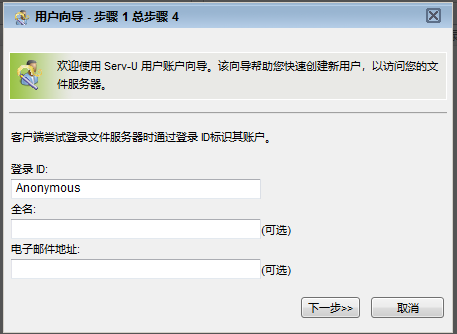 用户向导 - 步骤 1 总步骤 4
欢迎使用 Serv-U 用户账户向导。该向导帮助您快速创建新用户，以访问您的文
件服务器。
客户端尝试登录文件服务器时通过登录 ID标识其账户。
登录 ID:
Anonymous
全名:
(可选)
电子邮件地址:
(可选)
下一步>> 取消